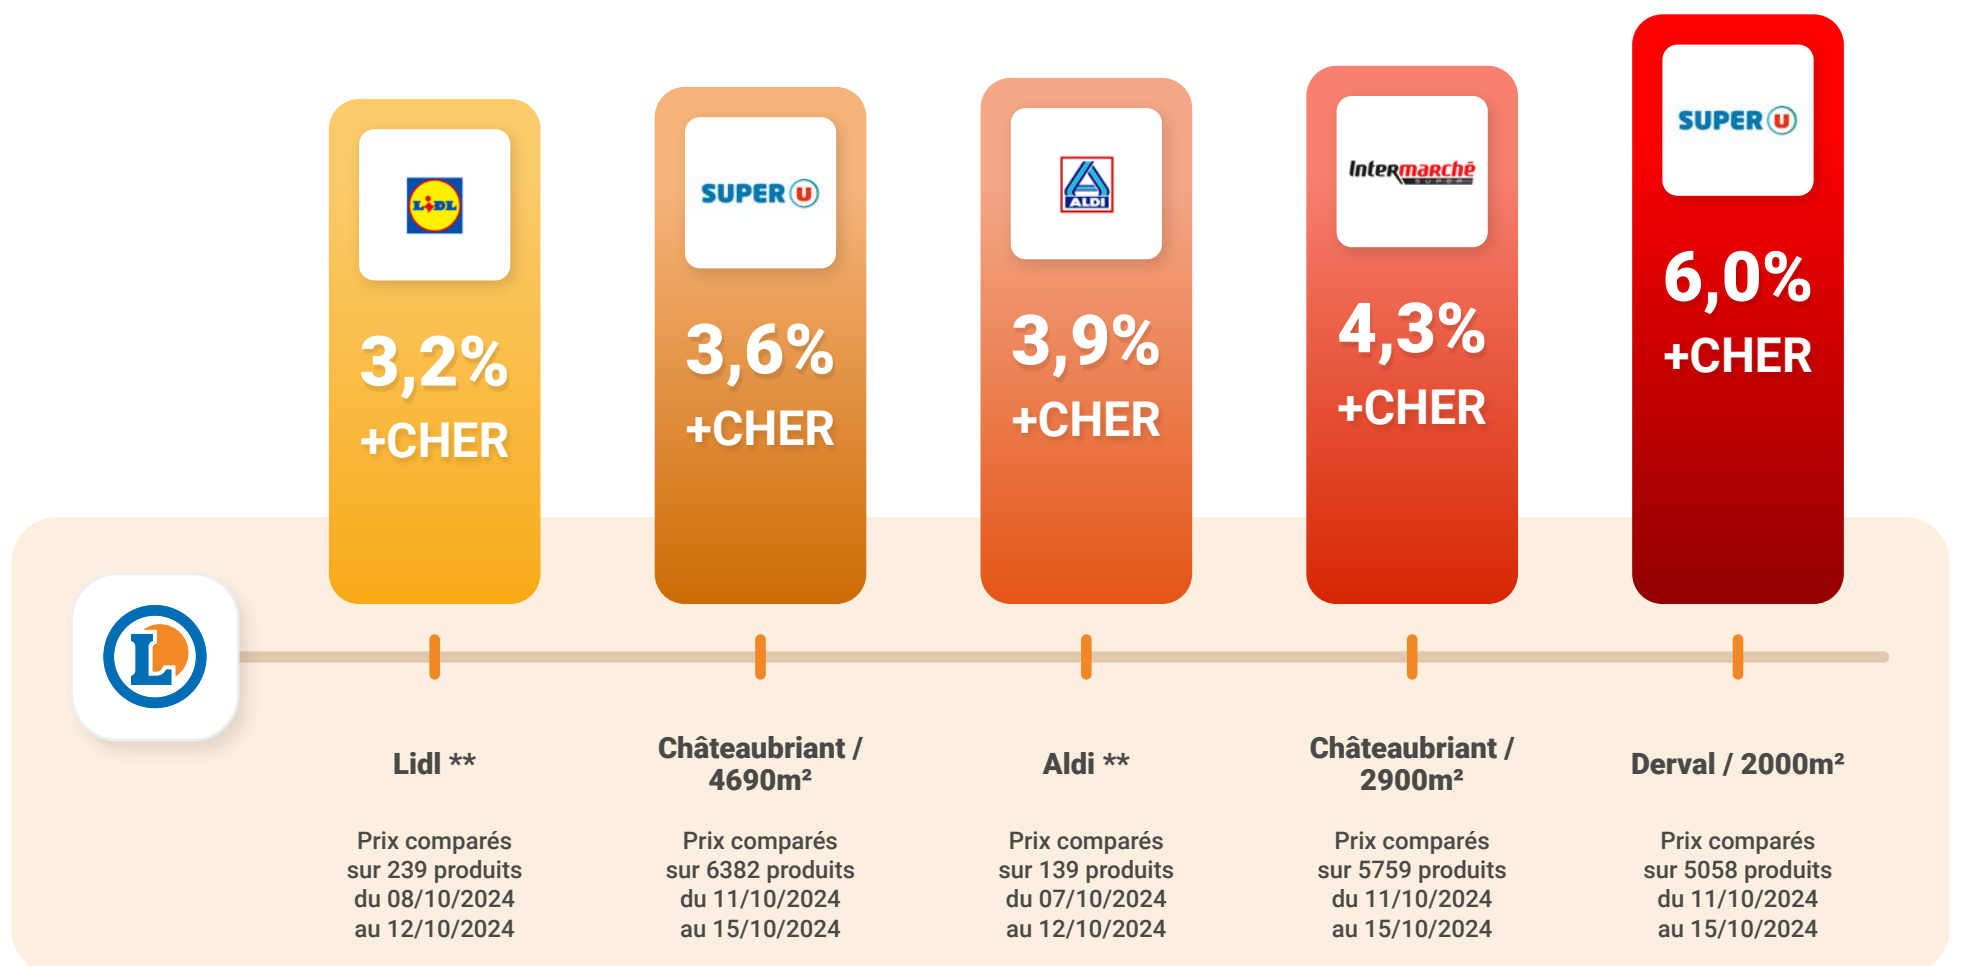 LIDL
3,2%
+CHER
SUPER U
3,6%
+CHER
ALDI
3,9%
+CHER
Intermarchē
SUPER
4,3%
+CHER
SUPER U
6,0%
+CHER
L
Lidl **
Prix comparés
sur 239 produits
du 08/10/2024
au 12/10/2024
Châteaubriant /
4690m²
Prix comparés
sur 6382 produits
du 11/10/2024
au 15/10/2024
Aldi **
Prix comparés
sur 139 produits
du 07/10/2024
au 12/10/2024
Châteaubriant /
2900m²
Prix comparés
sur 5759 produits
du 11/10/2024
au 15/10/2024
Derval / 2000m²
Prix comparés
sur 5058 produits
du 11/10/2024
au 15/10/2024